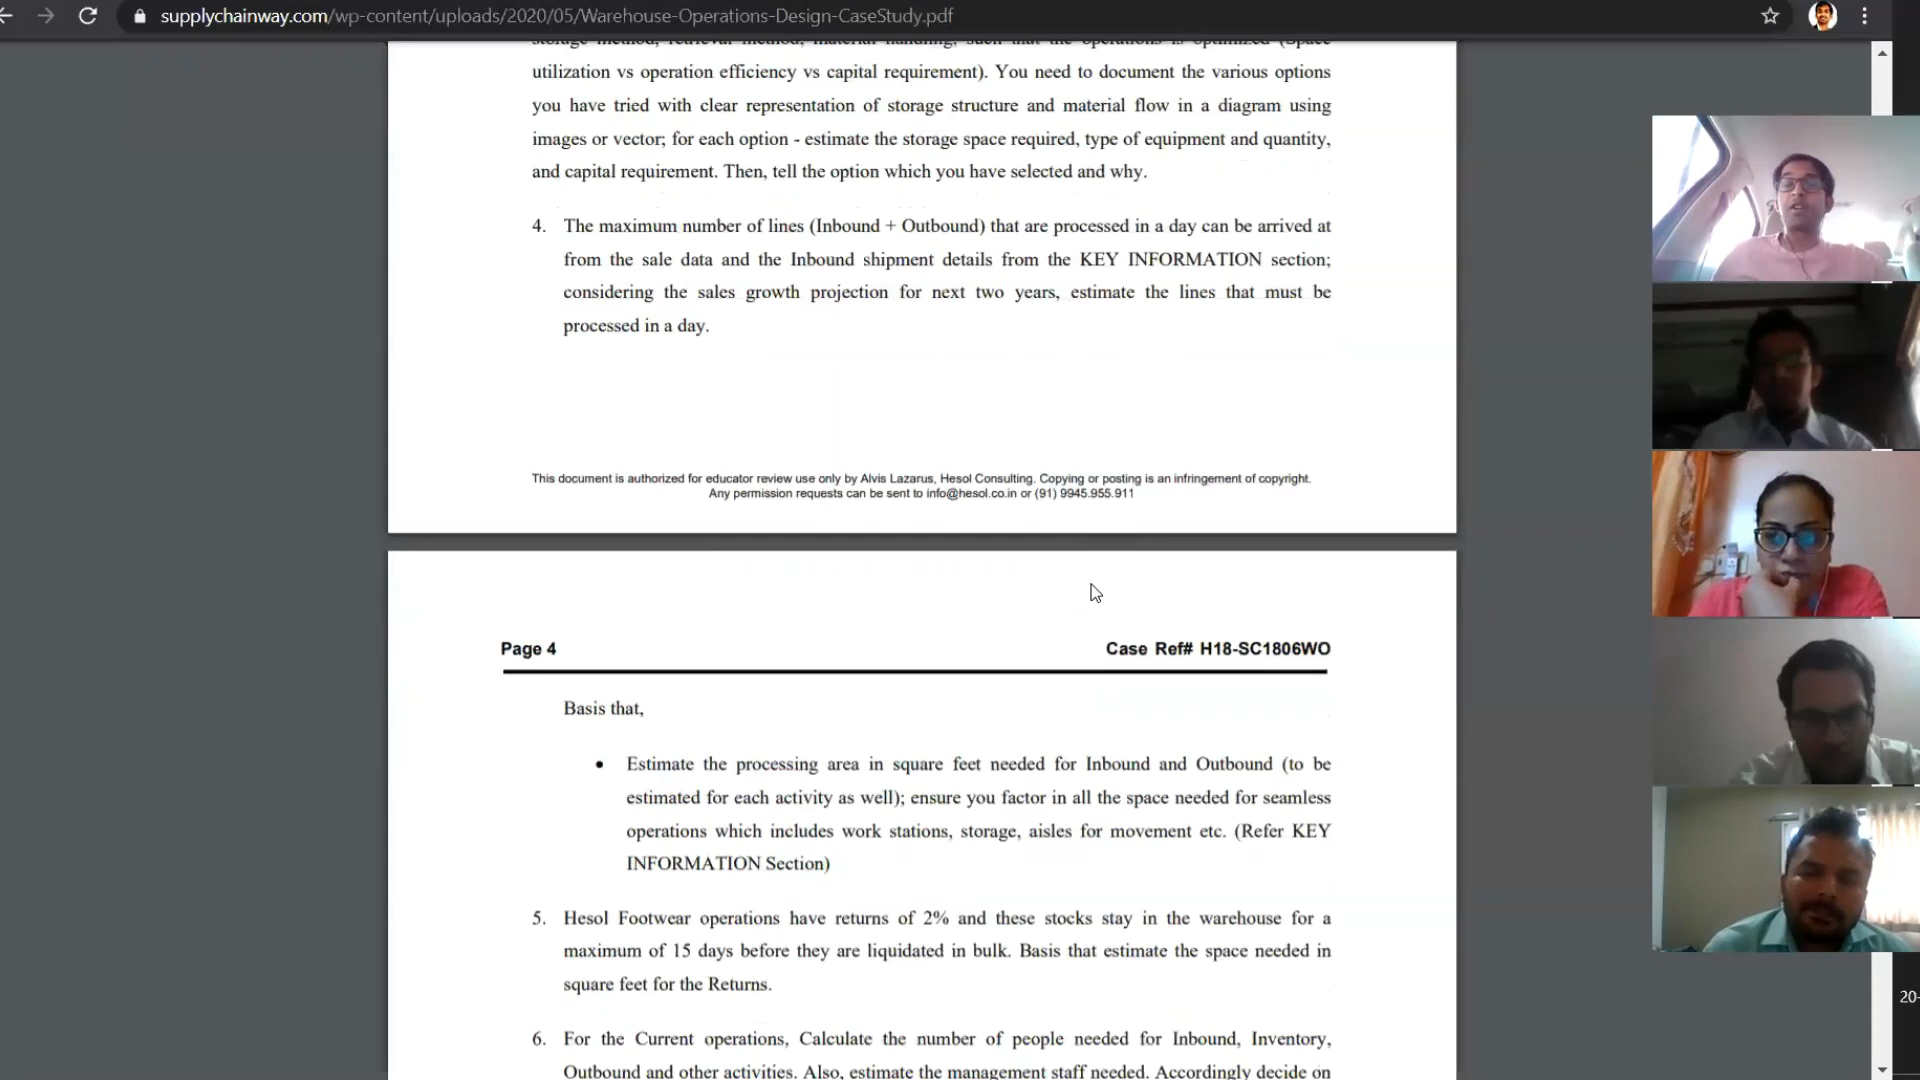 supplychainway.com/wp-content/uploads/2020/05/Warehouse-Operations-Design-CaseStudy.pdf
utilization vs operation efficiency vs capital requirement). You need to document the various options
you have tried with clear representation of storage structure and material flow in a diagram using
images or vector; for each option - estimate the storage space required, type of equipment and quantity,
and capital requirement. Then, tell the option which you have selected and why.
4. The maximum number of lines (Inbound + Outbound) that are processed in a day can be arrived at
from the sale data and the Inbound shipment details from the KEY INFORMATION section;
considering the sales growth projection for next two years, estimate the lines that must be
processed in a day.
This document is authorized for educator review use only by Alvis Lazarus, Hesol Consulting. Copying or posting is an infringement of copyright.
Any permission requests can be sent to info@hesol.co.in or (91) 9945.955.911
Page 4 Case Ref# H18-SC1806WO
Basis that,
• Estimate the processing area in square feet needed for Inbound and Outbound (to be
estimated for each activity as well); ensure you factor in all the space needed for seamless
operations which includes work stations, storage, aisles for movement etc. (Refer KEY
INFORMATION Section)
5. Hesol Footwear operations have returns of 2% and these stocks stay in the warehouse for a
maximum of 15 days before they are liquidated in bulk. Basis that estimate the space needed in
square feet for the Returns.
6. For the Current operations, Calculate the number of people needed for Inbound, Inventory,
Outbound and other activities. Also, estimate the management staff needed. Accordingly decide on
20-